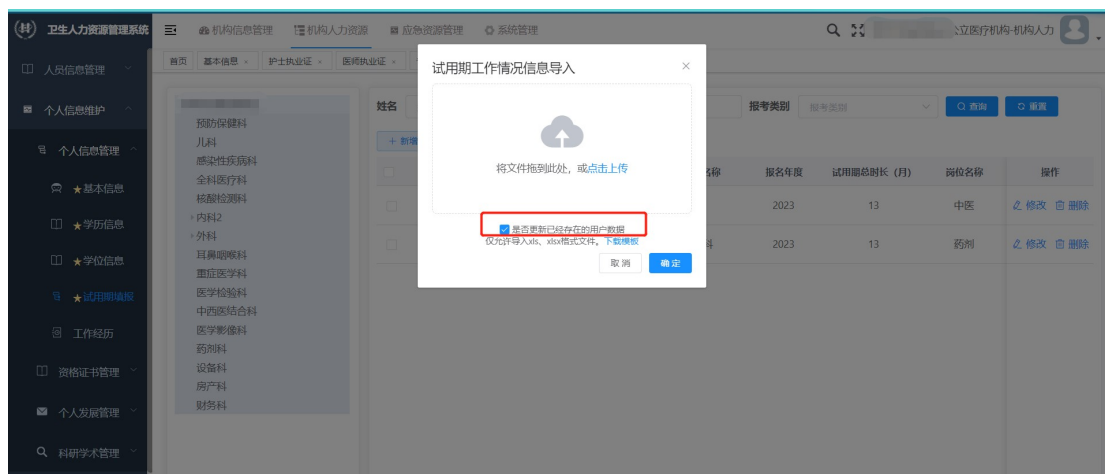 卫生人力资源管理系统
机构信息管理
机构人力资源
应急资源管理
系统管理
立医疗机构-机构人力
人员信息管理
个人信息维护
个人信息管理
★基本信息
★学历信息
★学位信息
★试用期填报
工作经历
资格证书管理
个人发展管理
科研学术管理
首页
基本信息 ×
护士执业证 ×
医师执业证 ×
预防保健科
儿科
感染性疾病科
全科医疗科
核酸检测科
内科2
外科
耳鼻咽喉科
重症医学科
医学检验科
中西医结合科
医学影像科
药剂科
设备科
房产科
财务科
姓名
报考类别
报考类别
查询
重置
+ 新增
名称
报名年度
试用期总时长（月）
岗位名称
操作
2023
13
中医
修改
删除
科
2023
13
药剂
修改
删除
试用期工作情况信息导入
×
将文件拖到此处，或点击上传
是否更新已经存在的用户数据
仅允许导入xls、xlsx格式文件。下载模板
取消
确定